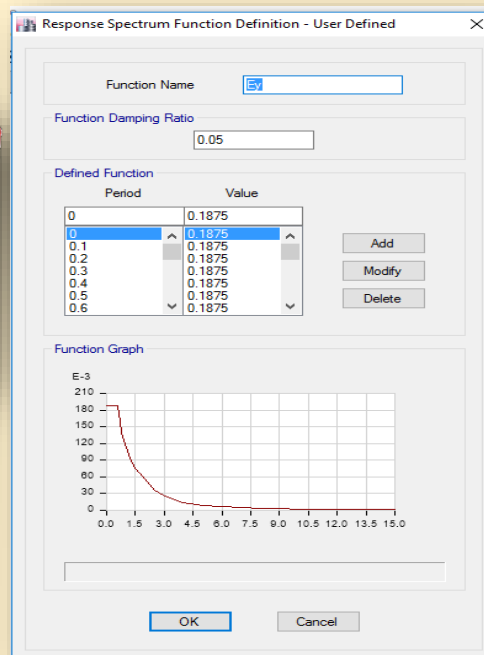 Response Spectrum Function Definition - User Defined
Function Name Ey
Function Damping Ratio
0.05
Defined Function
Period Value
0 0.1875
0 0.1875
0.1 0.1875
0.2 0.1875
0.3 0.1875
0.4 0.1875
0.5 0.1875
0.6 0.1875
Add
Modify
Delete
Function Graph
E-3
210
180
150
120
90
60
30
0
0.0 1.5 3.0 4.5 6.0 7.5 9.0 10.5 12.0 13.5 15.0
OK Cancel